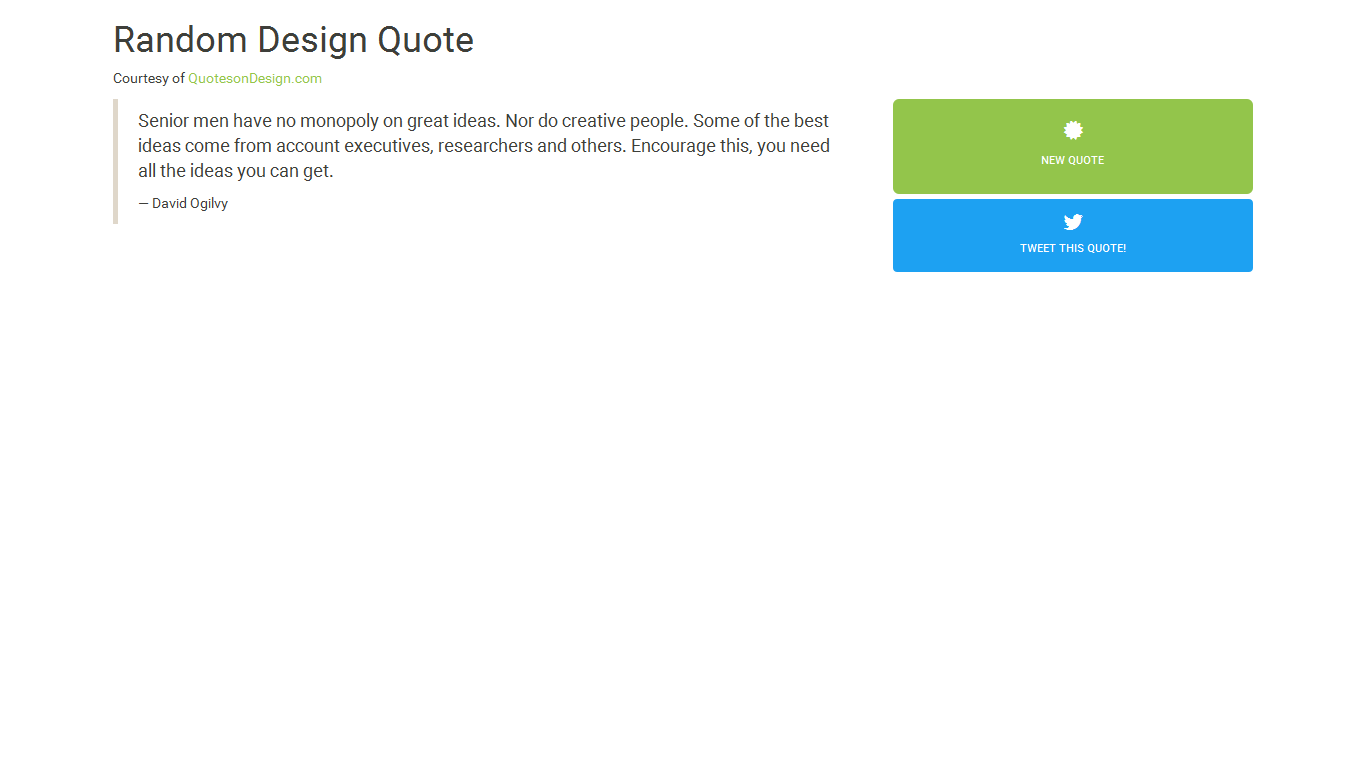 Random Design Quote
Courtesy of QuotesonDesign.com
Senior men have no monopoly on great ideas. Nor do creative people. Some of the best
ideas come from account executives, researchers and others. Encourage this, you need
all the ideas you can get.
— David Ogilvy
NEW QUOTE
TWEET THIS QUOTE!